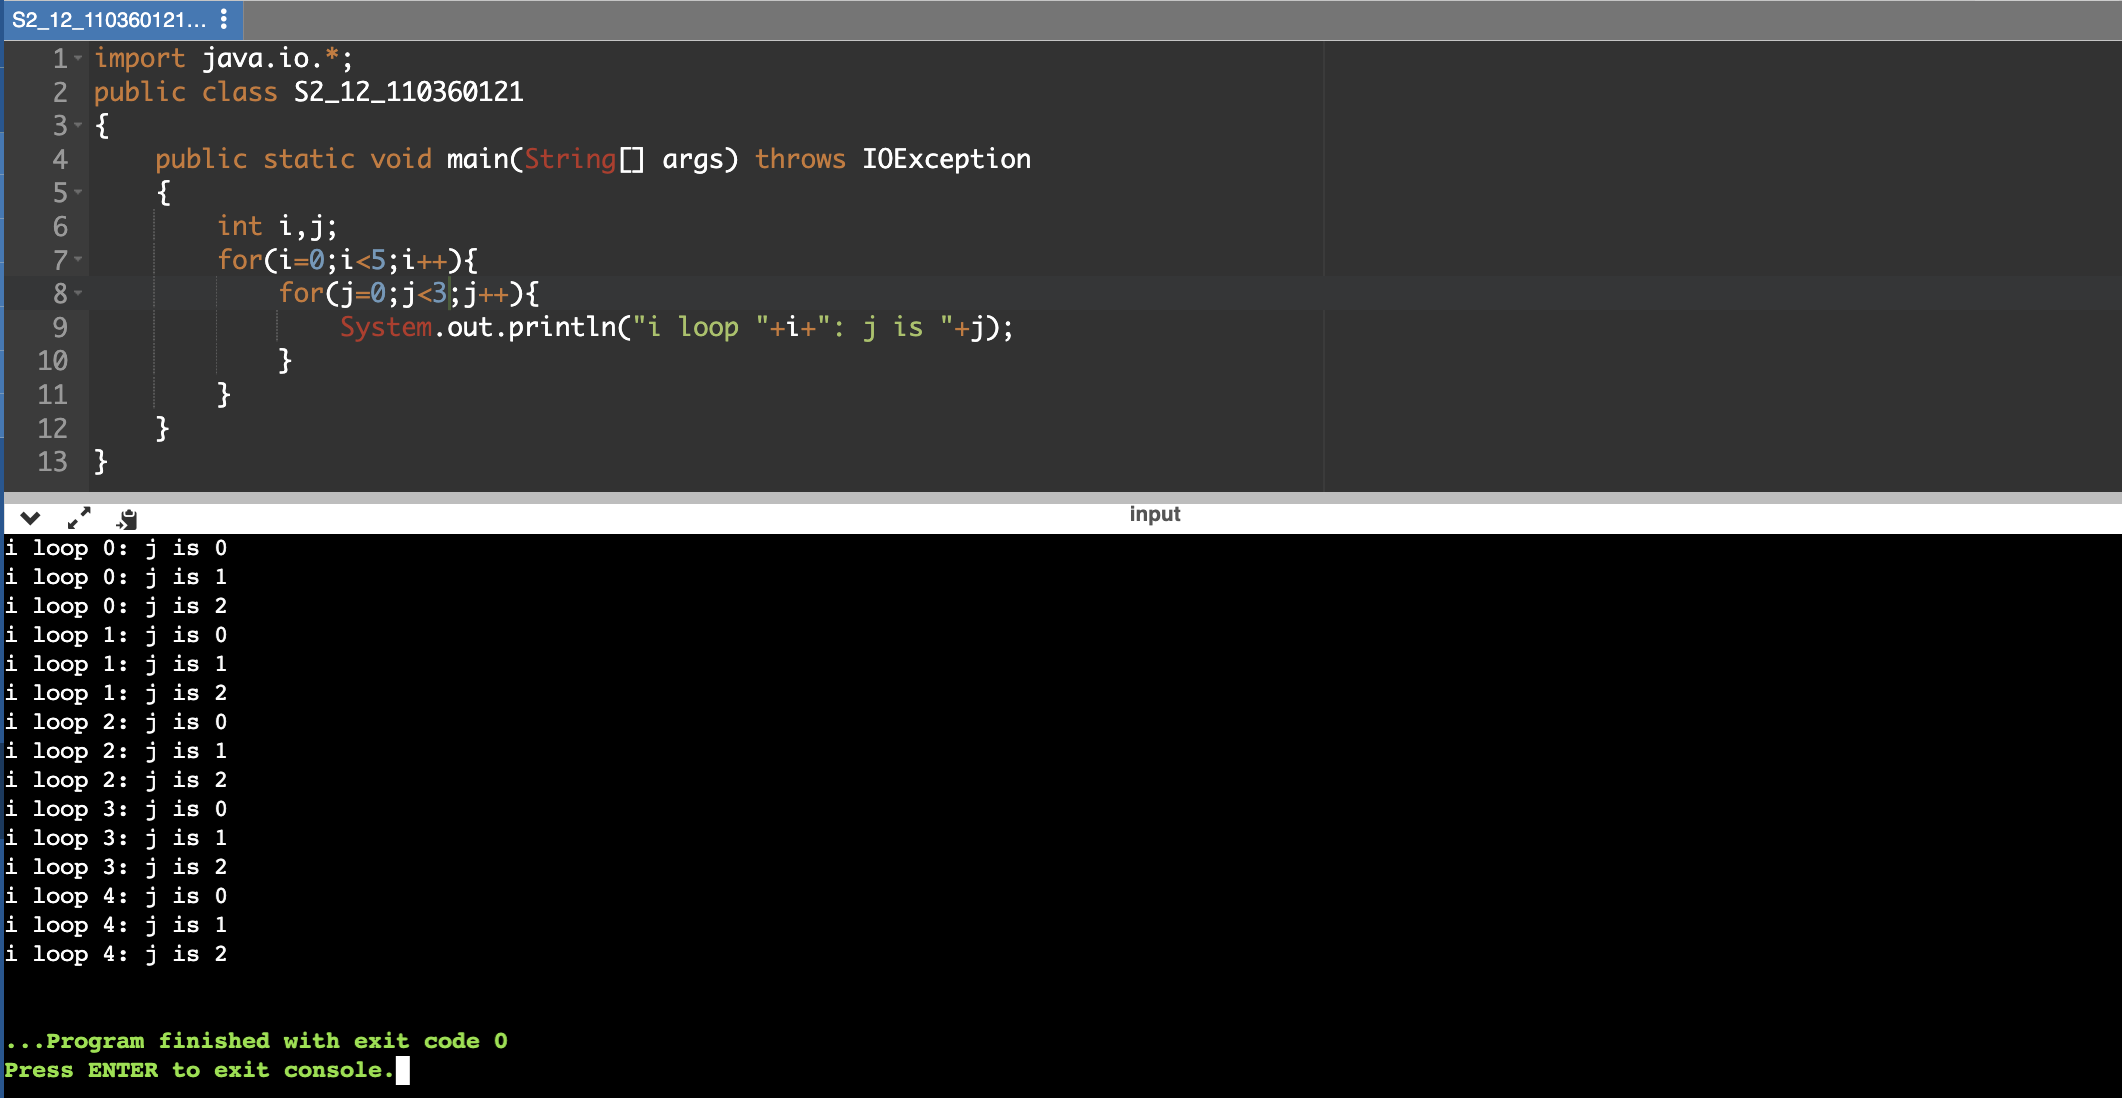 S2_12_110360121...
1 import java.io.*;
2 public class S2_12_110360121
3 {
4     public static void main(String[] args) throws IOException
5     {
6         int i,j;
7         for(i=0;i<5;i++){
8             for(j=0;j<3;j++){
9                 System.out.println("i loop "+i+": j is "+j);
10             }
11         }
12     }
13 }
input
i loop 0: j is 0
i loop 0: j is 1
i loop 0: j is 2
i loop 1: j is 0
i loop 1: j is 1
i loop 1: j is 2
i loop 2: j is 0
i loop 2: j is 1
i loop 2: j is 2
i loop 3: j is 0
i loop 3: j is 1
i loop 3: j is 2
i loop 4: j is 0
i loop 4: j is 1
i loop 4: j is 2
...Program finished with exit code 0
Press ENTER to exit console.